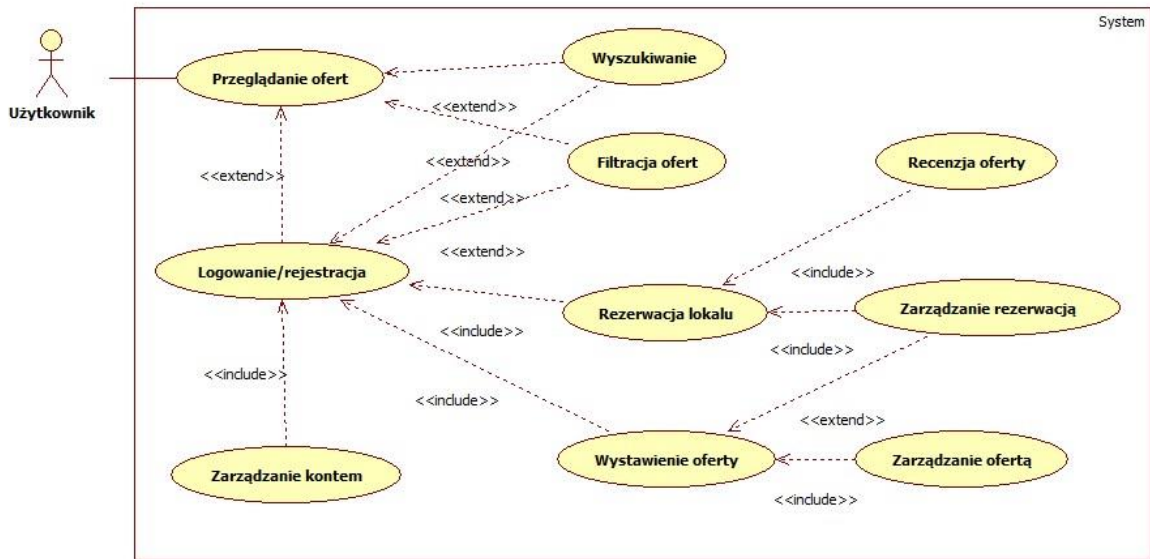 System
Użytkownik
Przeglądanie ofert
Wyszukiwanie
<<extend>>
Filtracja ofert
Recenzja oferty
<<extend>>
<<extend>>
<<extend>>
<<extend>>
Logowanie/rejestracja
<<include>>
Rezerwacja lokalu
Zarządzanie rezerwacją
<<include>>
<<include>>
<<include>>
<<include>>
<<extend>>
Wystawienie oferty
Zarządzanie ofertą
Zarządzanie kontem
<<include>>